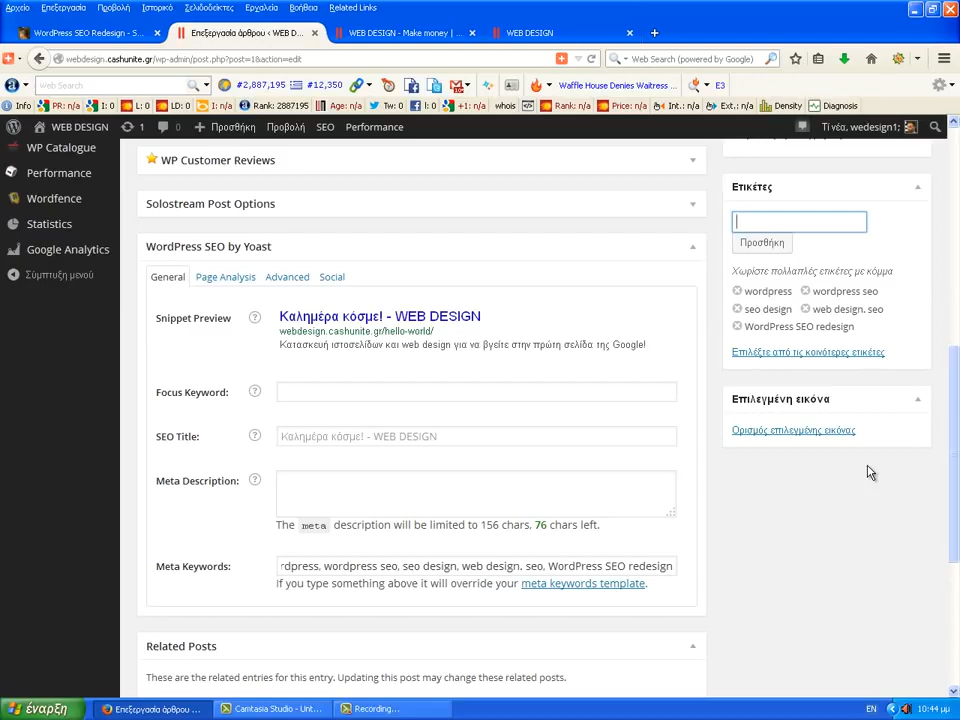 Αρχείο Επεξεργασία Προβολή Ιστορικό Σελιδοδείκτες Εργαλεία Βοήθεια Related Links
WordPress SEO Redesign - S...
Επεξεργασία άρθρου ‹ WEB D...
WEB DESIGN - Make money | ...
WEB DESIGN
webdesign.cashunite.gr/wp-admin/post.php?post=1&action=edit
Web Search (powered by Google)
Web Search
#2,887,195 #12,350
Waffle House Denies Waitress ...
E3
Info PR: n/a I: 0 L: 0 LD: 0 I: n/a Rank: 2887195 Age: n/a Tw: 0 l: 0 +1: n/a whois Rank: n/a Price: n/a Int.: n/a Ext.: n/a Density Diagnosis
WEB DESIGN 1 0 Προσθήκη Προβολή SEO Performance
Τί νέα, wedesign1;
WP Catalogue
Performance
Wordfence
Statistics
Google Analytics
Σύμπτυξη μενού
WP Customer Reviews
Solostream Post Options
WordPress SEO by Yoast
General Page Analysis Advanced Social
Snippet Preview
Καλημέρα κόσμε! - WEB DESIGN
webdesign.cashunite.gr/hello-world/
Κατασκευή ιστοσελίδων και web design για να βγείτε στην πρώτη σελίδα της Google!
Focus Keyword:
SEO Title:
Καλημέρα κόσμε! - WEB DESIGN
Meta Description:
The meta description will be limited to 156 chars, 76 chars left.
Meta Keywords:
rdpress, wordpress seo, seo design, web design. seo, WordPress SEO redesign
If you type something above it will override your meta keywords template.
Related Posts
These are the related entries for this entry. Updating this post may change these related posts.
Ετικέτες
Προσθήκη
Χωρίστε πολλαπλές ετικέτες με κόμμα
wordpress wordpress seo
seo design web design. seo
WordPress SEO redesign
Επιλέξτε από τις κοινότερες ετικέτες
Επιλεγμένη εικόνα
Ορισμός επιλεγμένης εικόνας
έναρξη
Επεξεργασία άρθρου ...
Camtasia Studio - Unt...
Recording...
EN
10:44 μμ